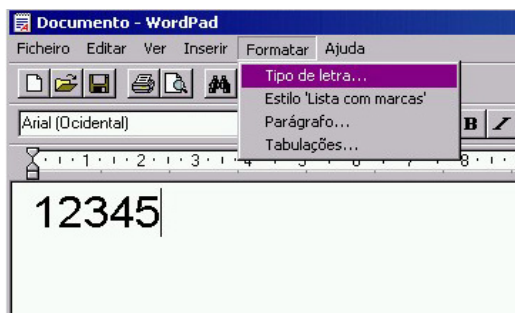 Documento - WordPad
Ficheiro Editar Ver Inserir Formatar Ajuda
Tipo de letra...
Estilo 'Lista com marcas'
Parágrafo...
Tabulações...
Arial (Ocidental)
B I
1 2 3 8
12345